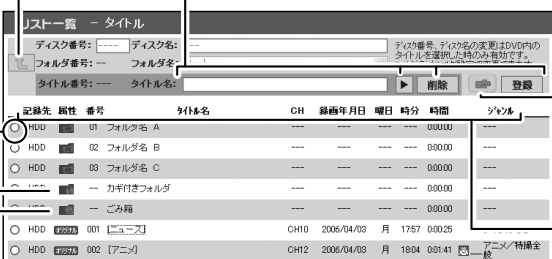 リスト一覧 － タイトル
ディスク番号： ---- ディスク名：
ディスク番号、ディスク名の変更はDVD内の
タイトルを選択した時のみ有効です。
フォルダ番号： -- フォルダ名：
タイトル番号： --- タイトル名： ▶ 削除 登録
記録先 属性 番号 タイトル名 CH 録画年月日 曜日 時分 時間 ジャンル
HDD 01 フォルダ名 A --- --- --- --- 0:00:00 ---
HDD 02 フォルダ名 B --- --- --- --- 0:00:00 ---
HDD 03 フォルダ名 C --- --- --- --- 0:00:00 ---
HDD -- カギ付きフォルダ --- --- --- --- 0:00:00 ---
HDD -- ごみ箱 --- --- --- --- 0:00:00 ---
HDD オリジナル 001 [ニュース] CH10 2006/04/03 月 17:57 0:00:25
HDD オリジナル 002 [アニメ] CH12 2006/04/03 月 18:04 0:01:41 アニメ／特撮全般